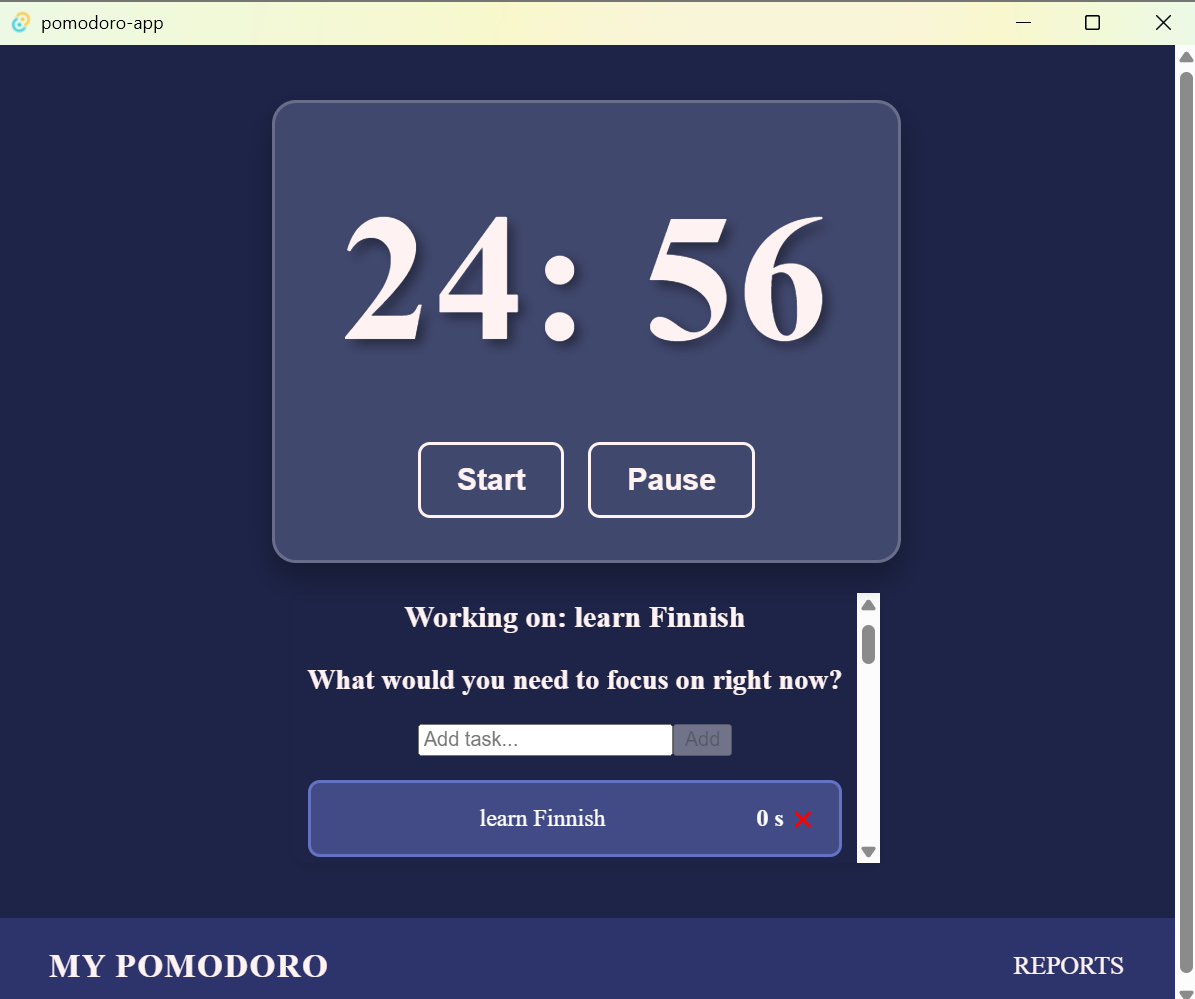 pomodoro-app
24: 56
Start Pause
Working on: learn Finnish
What would you need to focus on right now?
Add task... Add
learn Finnish 0 s ❌
MY POMODORO REPORTS